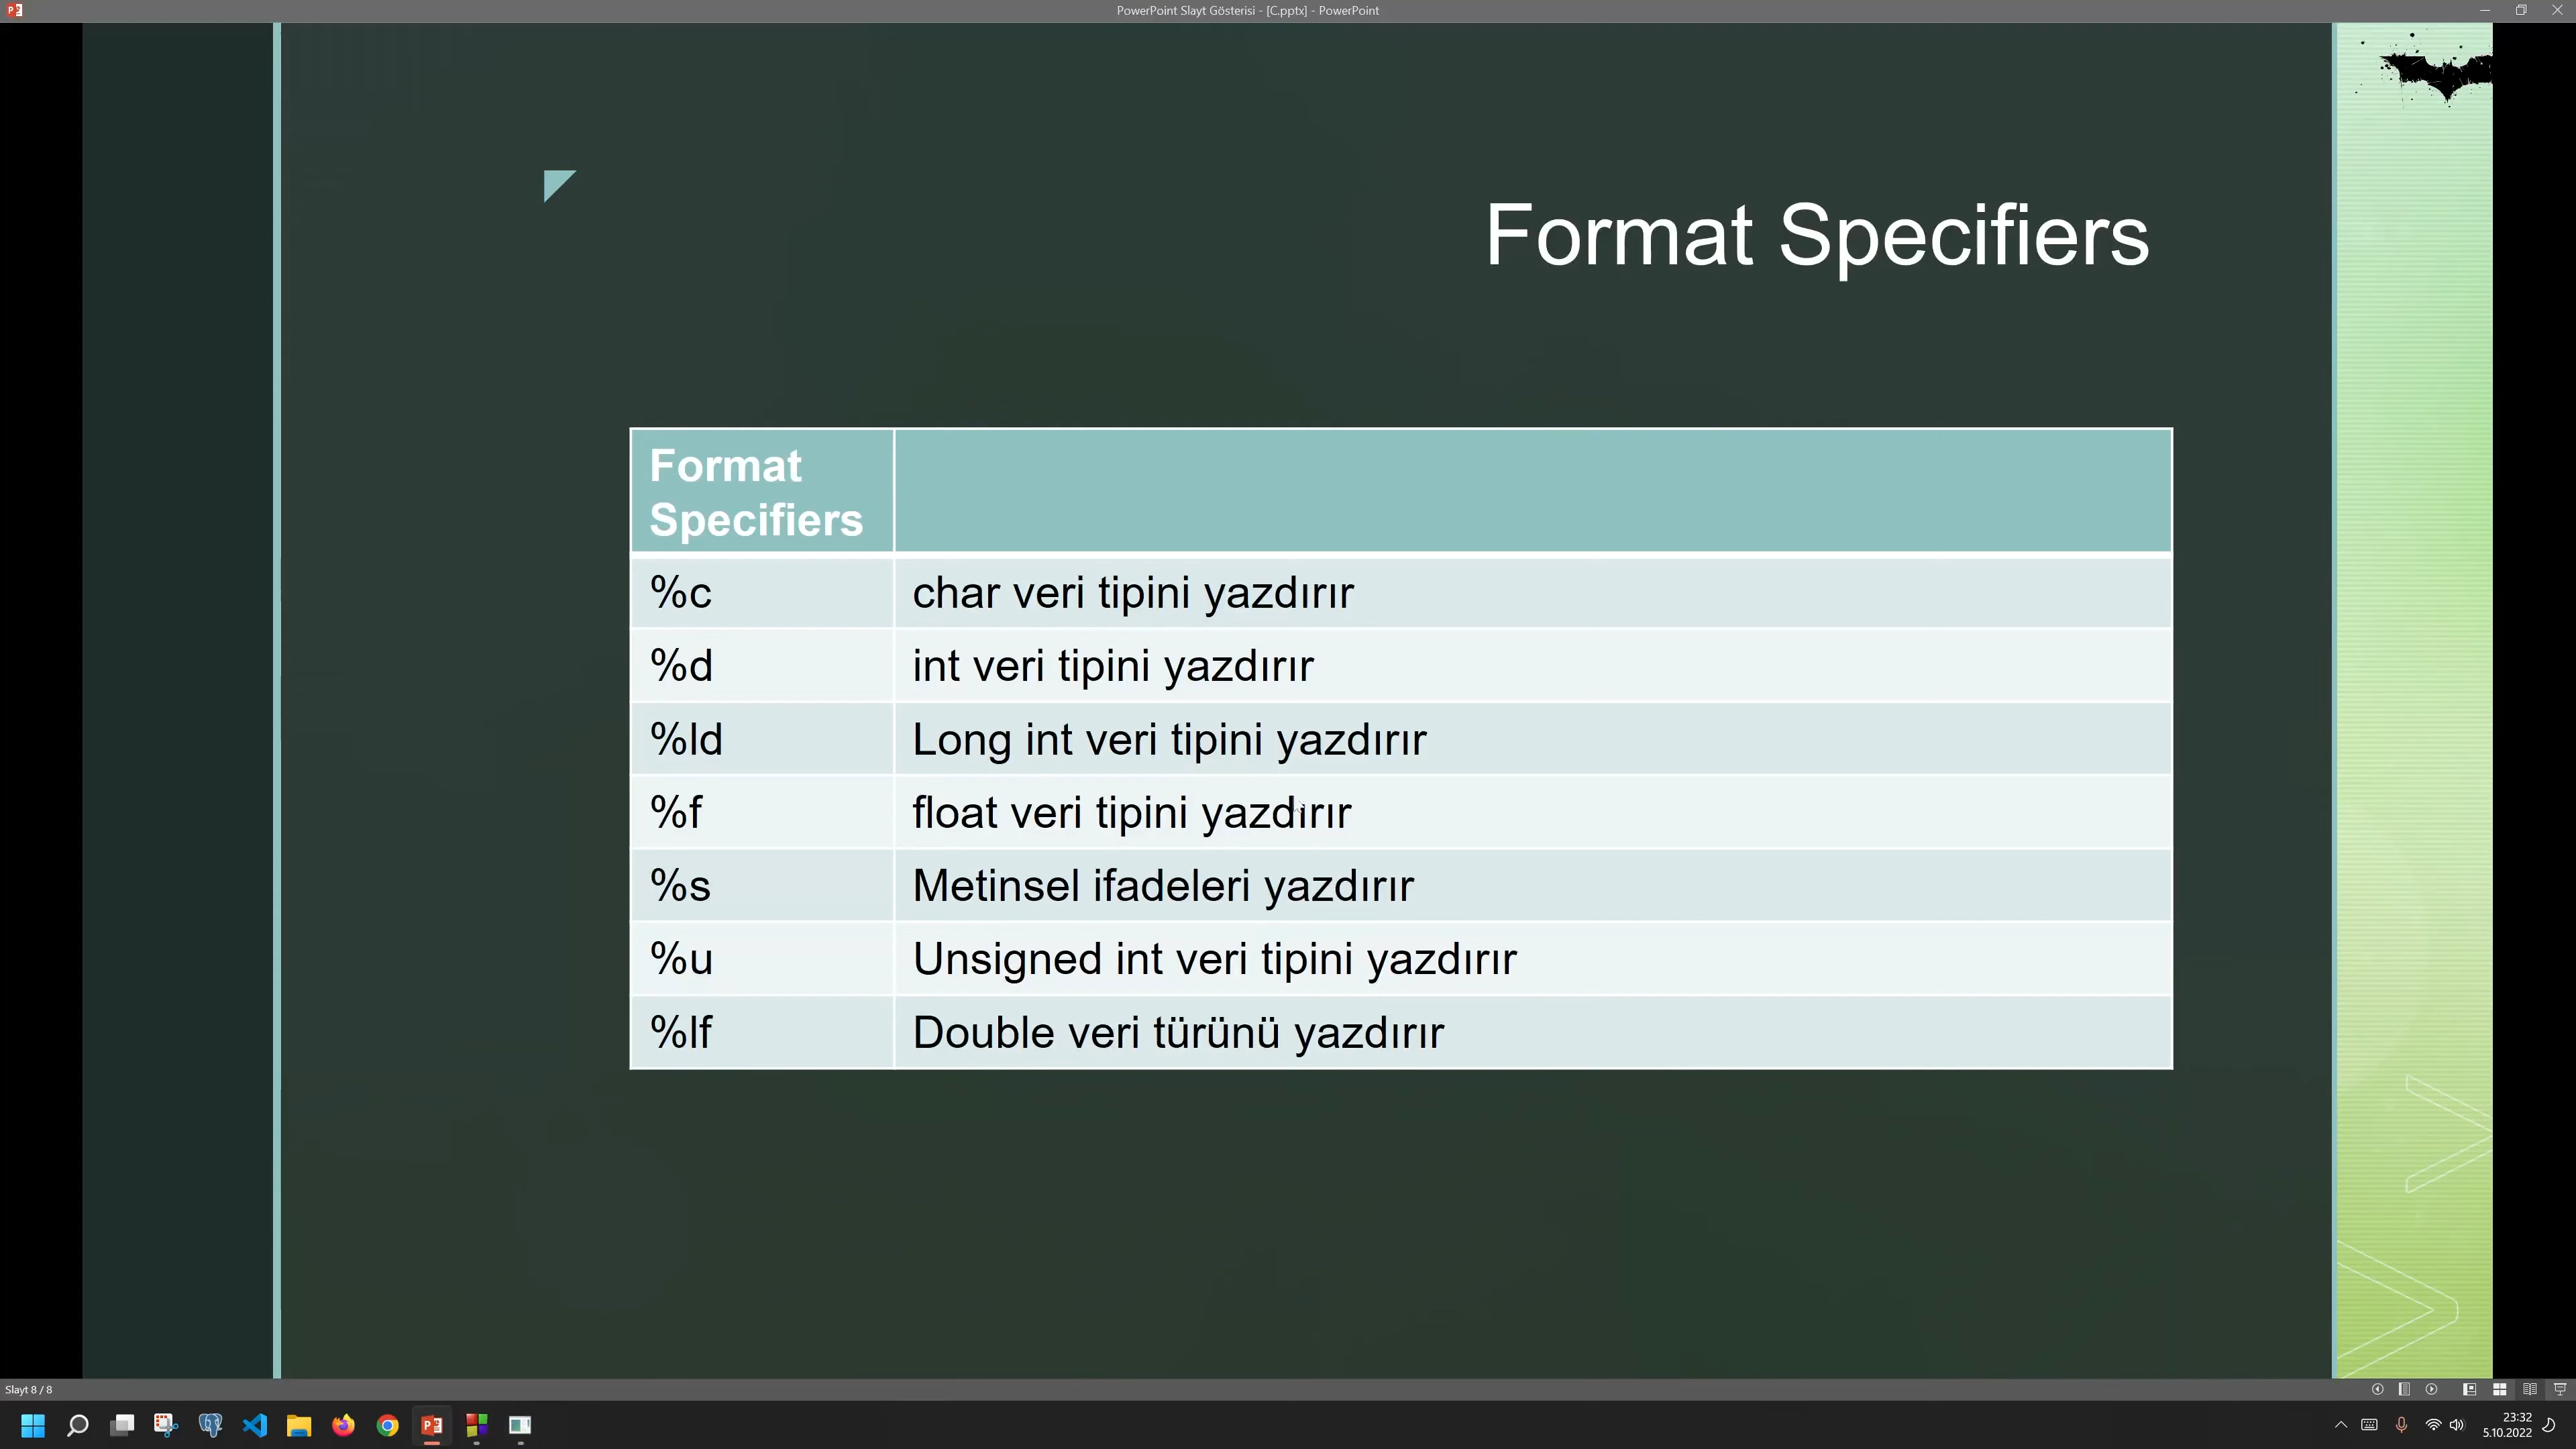 PowerPoint Slayt Gösterisi - [C.pptx] - PowerPoint
Format Specifiers
Format
Specifiers
%c char veri tipini yazdırır
%d int veri tipini yazdırır
%ld Long int veri tipini yazdırır
%f float veri tipini yazdırır
%s Metinsel ifadeleri yazdırır
%u Unsigned int veri tipini yazdırır
%lf Double veri türünü yazdırır
Slayt 8 / 8
23:32
5.10.2022